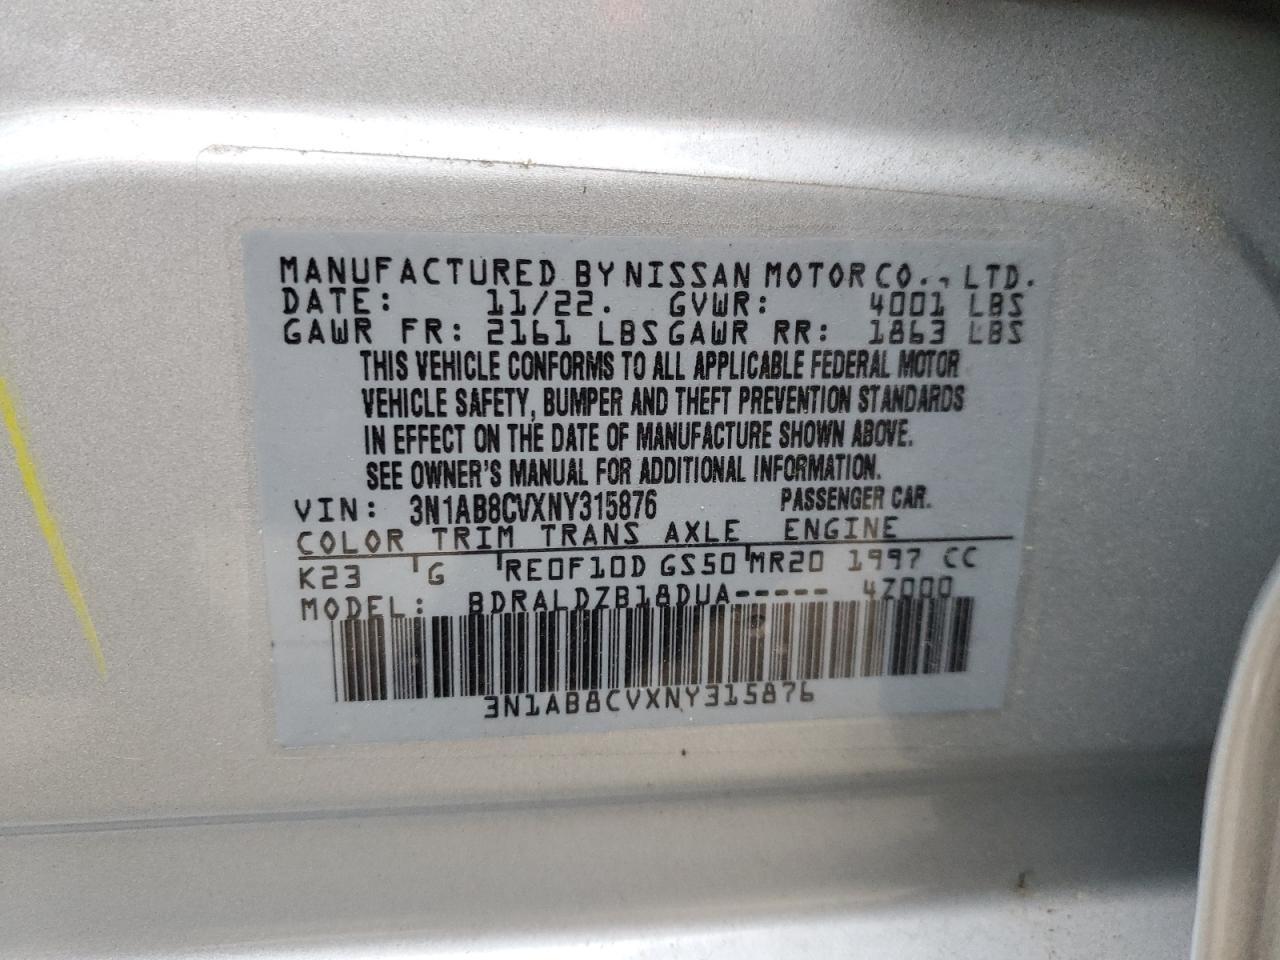 MANUFACTURED BY NISSAN MOTOR CO., LTD.
DATE: 11/22. GVWR: 4001 LBS
GAWR FR: 2161 LBS GAWR RR: 1863 LBS
THIS VEHICLE CONFORMS TO ALL APPLICABLE FEDERAL MOTOR
VEHICLE SAFETY, BUMPER AND THEFT PREVENTION STANDARDS
IN EFFECT ON THE DATE OF MANUFACTURE SHOWN ABOVE.
SEE OWNER'S MANUAL FOR ADDITIONAL INFORMATION.
VIN: 3N1AB8CVXNY315876 PASSENGER CAR.
COLOR TRIM TRANS AXLE ENGINE
K23 G RE0F10D GS50 MR20 1997 CC
MODEL: BDRALDZB18DUA----- 4Z000
3N1AB8CVXNY315876